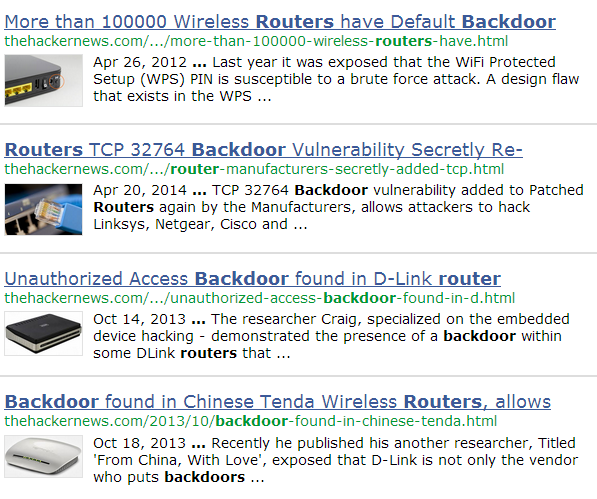 More than 100000 Wireless Routers have Default Backdoor
thehackernews.com/.../more-than-100000-wireless-routers-have.html
Apr 26, 2012 ... Last year it was exposed that the WiFi Protected
Setup (WPS) PIN is susceptible to a brute force attack. A design flaw
that exists in the WPS ...
Routers TCP 32764 Backdoor Vulnerability Secretly Re-
thehackernews.com/.../router-manufacturers-secretly-added-tcp.html
Apr 20, 2014 ... TCP 32764 Backdoor vulnerability added to Patched
Routers again by the Manufacturers, allows attackers to hack
Linksys, Netgear, Cisco and ...
Unauthorized Access Backdoor found in D-Link router
thehackernews.com/.../unauthorized-access-backdoor-found-in-d.html
Oct 14, 2013 ... The researcher Craig, specialized on the embedded
device hacking - demonstrated the presence of a backdoor within
some DLink routers that ...
Backdoor found in Chinese Tenda Wireless Routers, allows
thehackernews.com/2013/10/backdoor-found-in-chinese-tenda.html
Oct 18, 2013 ... Recently he published his another researcher, Titled
'From China, With Love', exposed that D-Link is not only the vendor
who puts backdoors ...